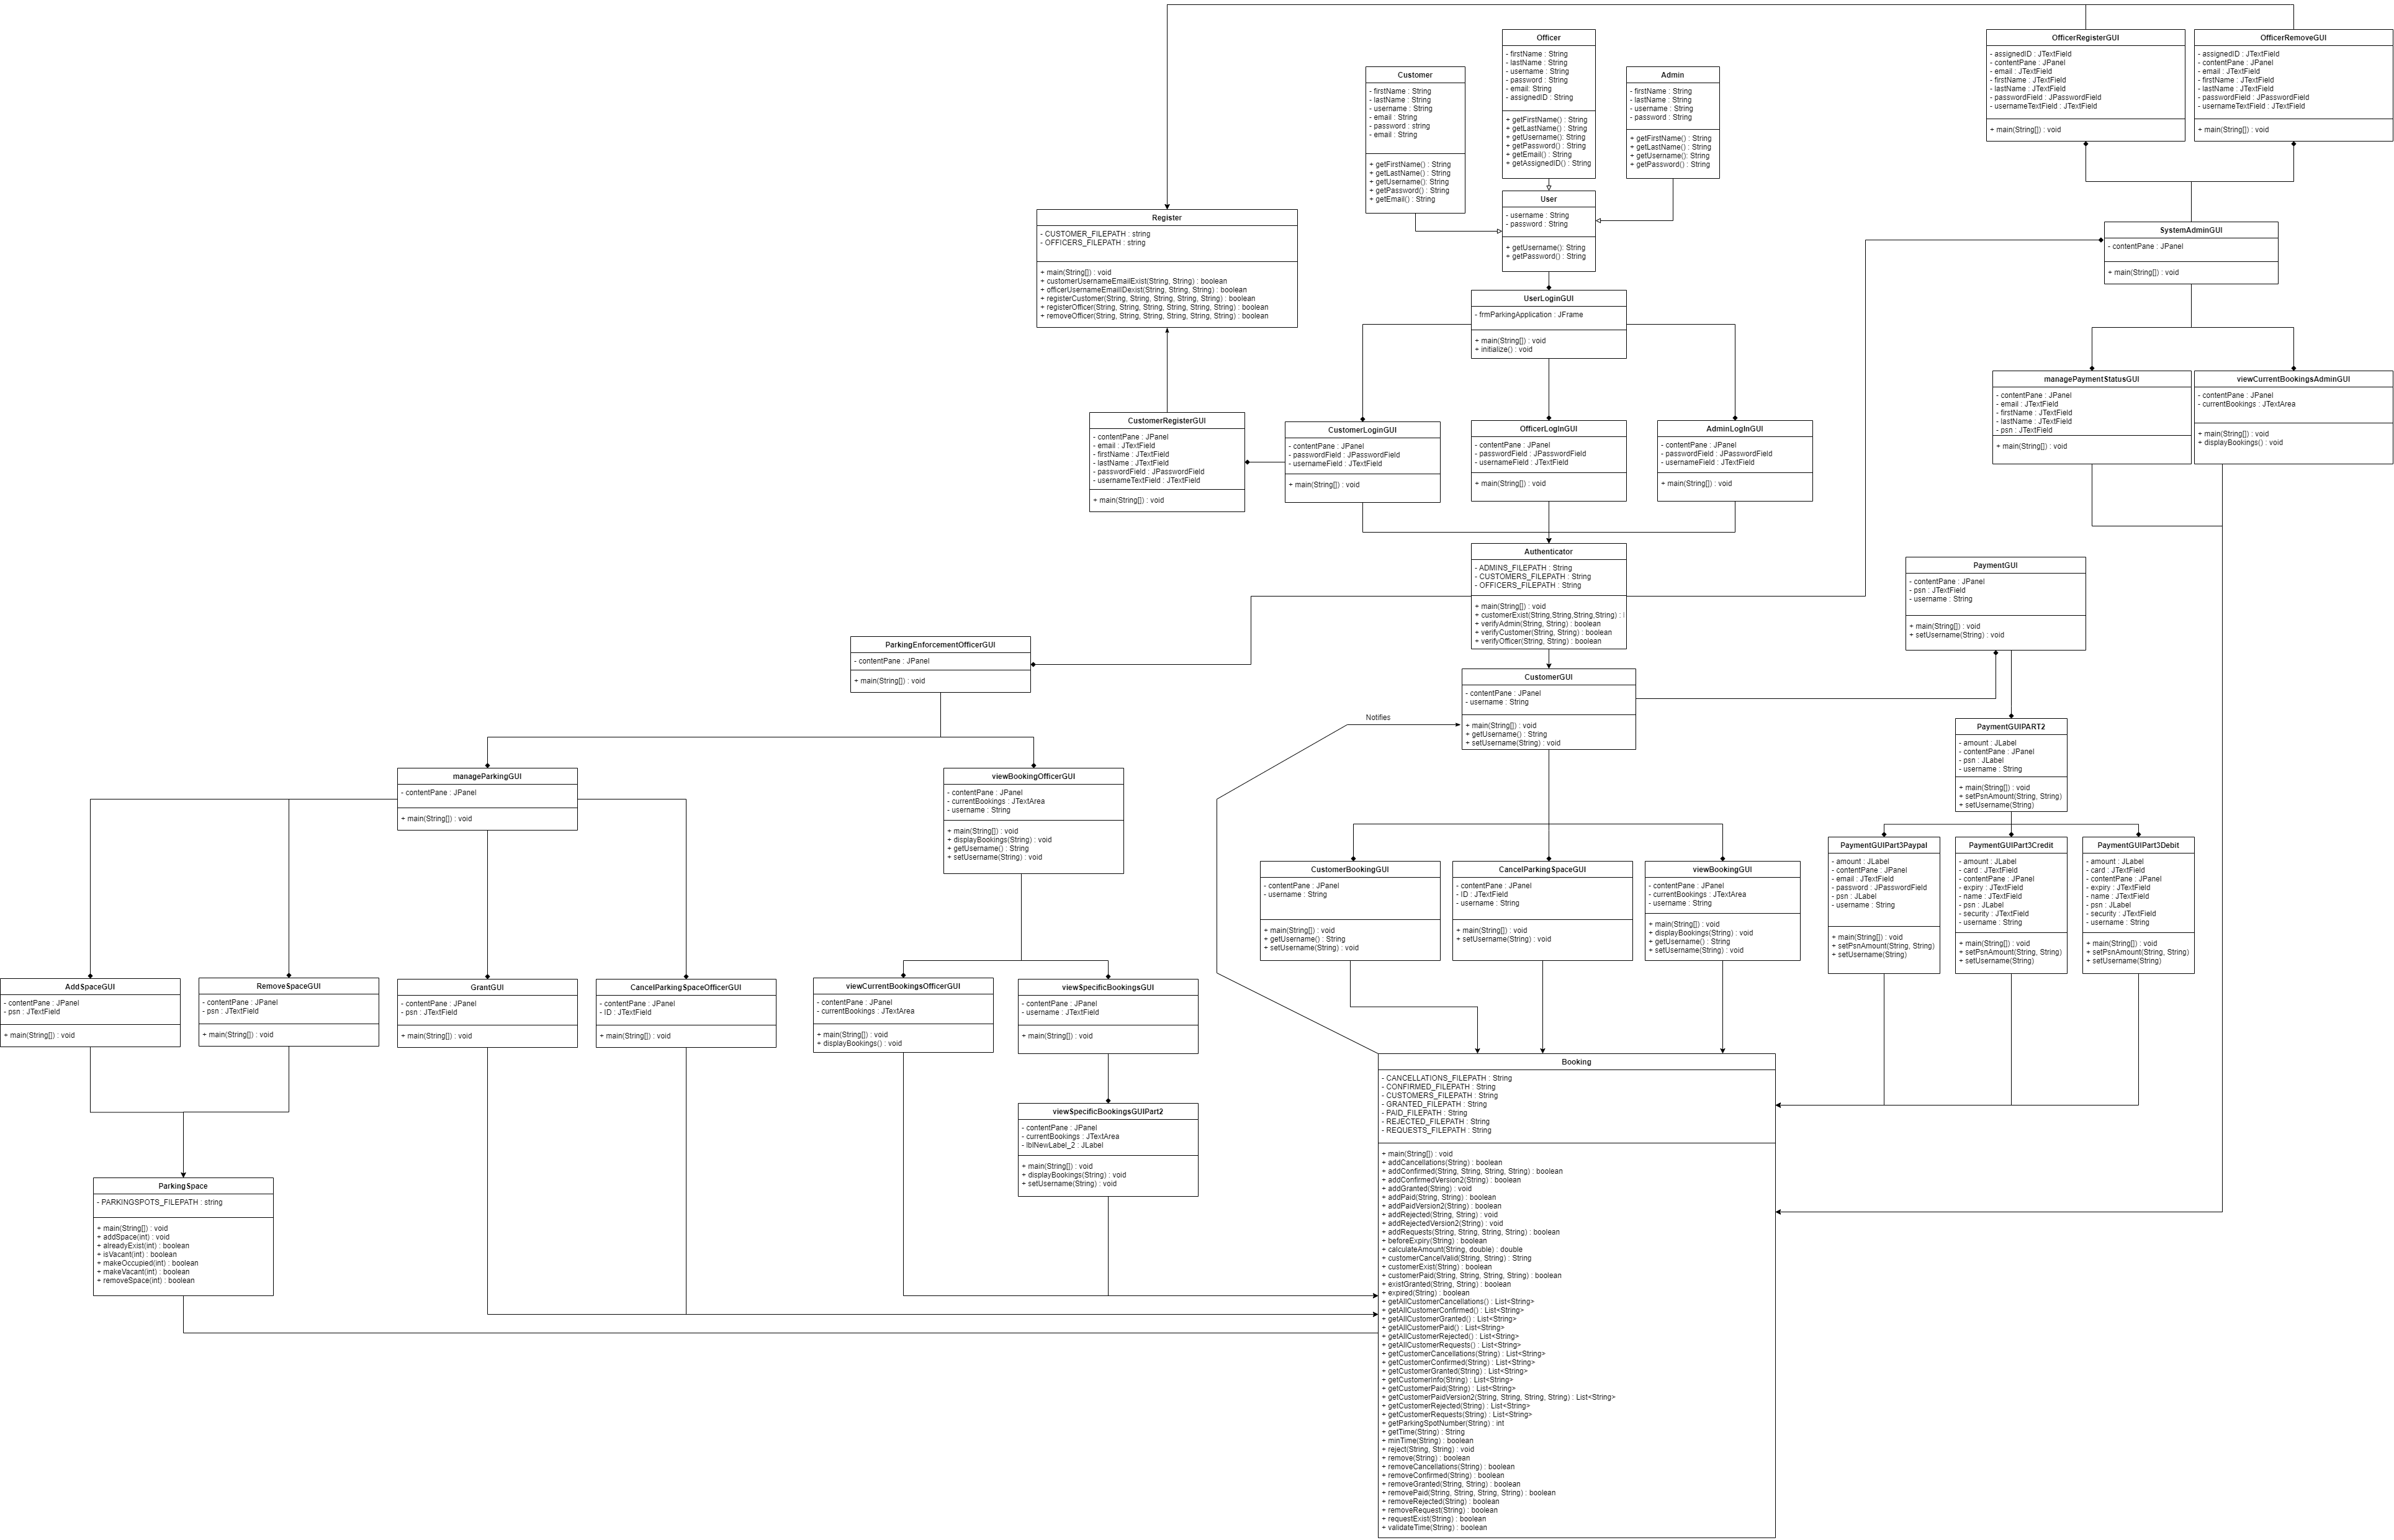 Officer
- firstName : String
- lastName : String
- username : String
- password : String
- email: String
- assignedID : String
+ getFirstName() : String
+ getLastName() : String
+ getUsername(): String
+ getPassword() : String
+ getEmail() : String
+ getAssignedID() : String
Customer
- firstName : String
- lastName : String
- username : String
- email : String
- password : string
- email : String
+ getFirstName() : String
+ getLastName() : String
+ getUsername(): String
+ getPassword() : String
+ getEmail() : String
Admin
- firstName : String
- lastName : String
- username : String
- password : String
+ getFirstName() : String
+ getLastName() : String
+ getUsername(): String
+ getPassword() : String
OfficerRegisterGUI
- assignedID : JTextField
- contentPane : JPanel
- email : JTextField
- firstName : JTextField
- lastName : JTextField
- passwordField : JPasswordField
- usernameTextField : JTextField
+ main(String[]) : void
OfficerRemoveGUI
- assignedID : JTextField
- contentPane : JPanel
- email : JTextField
- firstName : JTextField
- lastName : JTextField
- passwordField : JPasswordField
- usernameTextField : JTextField
+ main(String[]) : void
User
- username : String
- password : String
+ getUsername(): String
+ getPassword() : String
Register
- CUSTOMER_FILEPATH : string
- OFFICERS_FILEPATH : string
+ main(String[]) : void
+ customerUsernameEmailExist(String, String) : boolean
+ officerUsernameEmailIDexist(String, String, String) : boolean
+ registerCustomer(String, String, String, String, String) : boolean
+ registerOfficer(String, String, String, String, String, String) : boolean
+ removeOfficer(String, String, String, String, String, String) : boolean
SystemAdminGUI
- contentPane : JPanel
+ main(String[]) : void
UserLoginGUI
- frmParkingApplication : JFrame
+ main(String[]) : void
+ initialize() : void
managePaymentStatusGUI
- contentPane : JPanel
- email : JTextField
- firstName : JTextField
- lastName : JTextField
- psn : JTextField
+ main(String[]) : void
viewCurrentBookingsAdminGUI
- contentPane : JPanel
- currentBookings : JTextArea
+ main(String[]) : void
+ displayBookings() : void
CustomerRegisterGUI
- contentPane : JPanel
- email : JTextField
- firstName : JTextField
- lastName : JTextField
- passwordField : JPasswordField
- usernameTextField : JTextField
+ main(String[]) : void
CustomerLoginGUI
- contentPane : JPanel
- passwordField : JPasswordField
- usernameField : JTextField
+ main(String[]) : void
OfficerLogInGUI
- contentPane : JPanel
- passwordField : JPasswordField
- usernameField : JTextField
+ main(String[]) : void
AdminLogInGUI
- contentPane : JPanel
- passwordField : JPasswordField
- usernameField : JTextField
+ main(String[]) : void
Authenticator
- ADMINS_FILEPATH : String
- CUSTOMERS_FILEPATH : String
- OFFICERS_FILEPATH : String
+ main(String[]) : void
+ customerExist(String,String,String,String) :
+ verifyAdmin(String, String) : boolean
+ verifyCustomer(String, String) : boolean
+ verifyOfficer(String, String) : boolean
PaymentGUI
- contentPane : JPanel
- psn : JTextField
- username : String
+ main(String[]) : void
+ setUsername(String) : void
ParkingEnforcementOfficerGUI
- contentPane : JPanel
+ main(String[]) : void
CustomerGUI
- contentPane : JPanel
- username : String
+ main(String[]) : void
+ getUsername() : String
+ setUsername(String) : void
Notifies
PaymentGUIPART2
- amount : JLabel
- contentPane : JPanel
- psn : JLabel
- username : String
+ main(String[]) : void
+ setPsnAmount(String, String)
+ setUsername(String)
manageParkingGUI
- contentPane : JPanel
+ main(String[]) : void
viewBookingOfficerGUI
- contentPane : JPanel
- currentBookings : JTextArea
- username : String
+ main(String[]) : void
+ displayBookings(String) : void
+ getUsername() : String
+ setUsername(String) : void
CustomerBookingGUI
- contentPane : JPanel
- username : String
+ main(String[]) : void
+ getUsername() : String
+ setUsername(String) : void
CancelParkingSpaceGUI
- contentPane : JPanel
- ID : JTextField
- username : String
+ main(String[]) : void
+ setUsername(String) : void
viewBookingGUI
- contentPane : JPanel
- currentBookings : JTextArea
- username : String
+ main(String[]) : void
+ displayBookings(String) : void
+ getUsername() : String
+ setUsername(String) : void
PaymentGUIPart3Paypal
- amount : JLabel
- contentPane : JPanel
- email : JTextField
- password : JPasswordField
- psn : JLabel
- username : String
+ main(String[]) : void
+ setPsnAmount(String, String)
+ setUsername(String)
PaymentGUIPart3Credit
- amount : JLabel
- card : JTextField
- contentPane : JPanel
- expiry : JTextField
- name : JTextField
- psn : JLabel
- security : JTextField
- username : String
+ main(String[]) : void
+ setPsnAmount(String, String)
+ setUsername(String)
PaymentGUIPart3Debit
- amount : JLabel
- card : JTextField
- contentPane : JPanel
- expiry : JTextField
- name : JTextField
- psn : JLabel
- security : JTextField
- username : String
+ main(String[]) : void
+ setPsnAmount(String, String)
+ setUsername(String)
AddSpaceGUI
- contentPane : JPanel
- psn : JTextField
+ main(String[]) : void
RemoveSpaceGUI
- contentPane : JPanel
- psn : JTextField
+ main(String[]) : void
GrantGUI
- contentPane : JPanel
- psn : JTextField
+ main(String[]) : void
CancelParkingSpaceOfficerGUI
- contentPane : JPanel
- ID : JTextField
+ main(String[]) : void
viewCurrentBookingsOfficerGUI
- contentPane : JPanel
- currentBookings : JTextArea
+ main(String[]) : void
+ displayBookings() : void
viewSpecificBookingsGUI
- contentPane : JPanel
- username : JTextField
+ main(String[]) : void
viewSpecificBookingsGUIPart2
- contentPane : JPanel
- currentBookings : JTextArea
- lblNewLabel_2 : JLabel
+ main(String[]) : void
+ displayBookings(String) : void
+ setUsername(String) : void
ParkingSpace
- PARKINGSPOTS_FILEPATH : string
+ main(String[]) : void
+ addSpace(int) : void
+ alreadyExist(int) : boolean
+ isVacant(int) : boolean
+ makeOccupied(int) : boolean
+ makeVacant(int) : boolean
+ removeSpace(int) : boolean
Booking
- CANCELLATIONS_FILEPATH : String
- CONFIRMED_FILEPATH : String
- CUSTOMERS_FILEPATH : String
- GRANTED_FILEPATH : String
- PAID_FILEPATH : String
- REJECTED_FILEPATH : String
- REQUESTS_FILEPATH : String
+ main(String[]) : void
+ addCancellations(String) : boolean
+ addConfirmed(String, String, String, String) : boolean
+ addConfirmedVersion2(String) : boolean
+ addGranted(String) : void
+ addPaid(String, String) : boolean
+ addPaidVersion2(String) : boolean
+ addRejected(String, String) : void
+ addRejectedVersion2(String) : void
+ addRequests(String, String, String, String) : boolean
+ beforeExpiry(String) : boolean
+ calculateAmount(String, double) : double
+ customerCancelValid(String, String) : String
+ customerExist(String) : boolean
+ customerPaid(String, String, String, String) : boolean
+ existGranted(String, String) : boolean
+ expired(String) : boolean
+ getAllCustomerCancellations() : List<String>
+ getAllCustomerConfirmed() : List<String>
+ getAllCustomerGranted() : List<String>
+ getAllCustomerPaid() : List<String>
+ getAllCustomerRejected() : List<String>
+ getAllCustomerRequests() : List<String>
+ getCustomerCancellations(String) : List<String>
+ getCustomerConfirmed(String) : List<String>
+ getCustomerGranted(String) : List<String>
+ getCustomerInfo(String) : List<String>
+ getCustomerPaid(String) : List<String>
+ getCustomerPaidVersion2(String, String, String, String) : List<String>
+ getCustomerRejected(String) : List<String>
+ getCustomerRequests(String) : List<String>
+ getParkingSpotNumber(String) : int
+ getTime(String) : String
+ minTime(String) : boolean
+ reject(String, String) : void
+ remove(String) : boolean
+ removeCancellations(String) : boolean
+ removeConfirmed(String) : boolean
+ removeGranted(String, String) : boolean
+ removePaid(String, String, String, String) : boolean
+ removeRejected(String) : boolean
+ removeRequest(String) : boolean
+ requestExist(String) : boolean
+ validateTime(String) : boolean